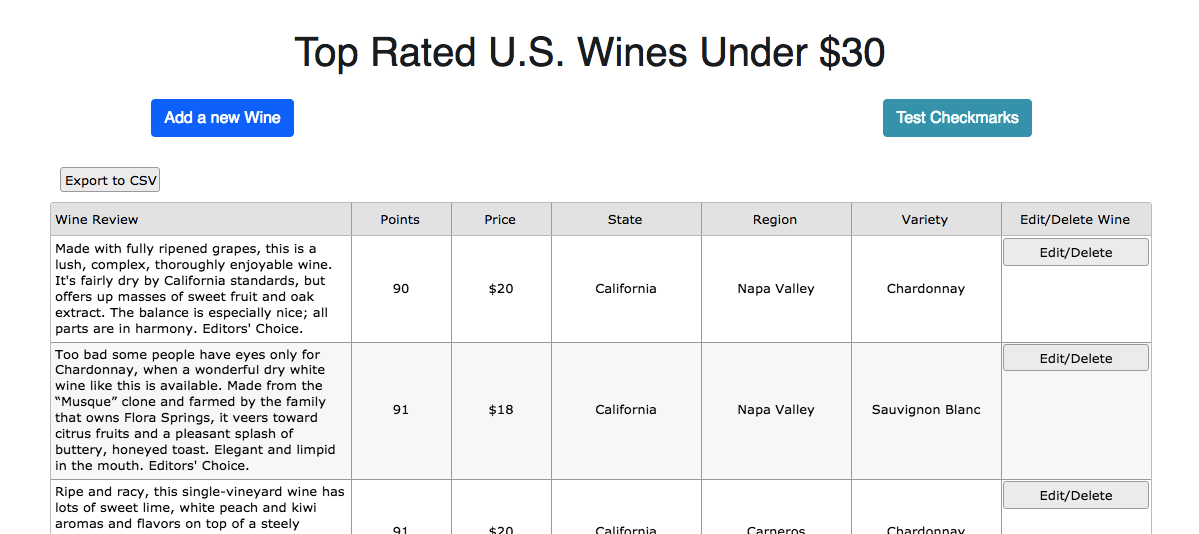 Top Rated U.S. Wines Under $30
Add a new Wine
Test Checkmarks
Export to CSV
Wine Review Points Price State Region Variety Edit/Delete Wine
Made with fully ripened grapes, this is a
lush, complex, thoroughly enjoyable wine.
It's fairly dry by California standards, but
offers up masses of sweet fruit and oak
extract. The balance is especially nice; all
parts are in harmony. Editors' Choice.
90
$20
California
Napa Valley
Chardonnay
Edit/Delete
Too bad some people have eyes only for
Chardonnay, when a wonderful dry white
wine like this is available. Made from the
“Musque” clone and farmed by the family
that owns Flora Springs, it veers toward
citrus fruits and a pleasant splash of
buttery, honeyed toast. Elegant and limpid
in the mouth. Editors' Choice.
91
$18
California
Napa Valley
Sauvignon Blanc
Edit/Delete
Ripe and racy, this single-vineyard wine has
lots of sweet lime, white peach and kiwi
aromas and flavors on top of a steely
91
$20
California
Carneros
Chardonnay
Edit/Delete